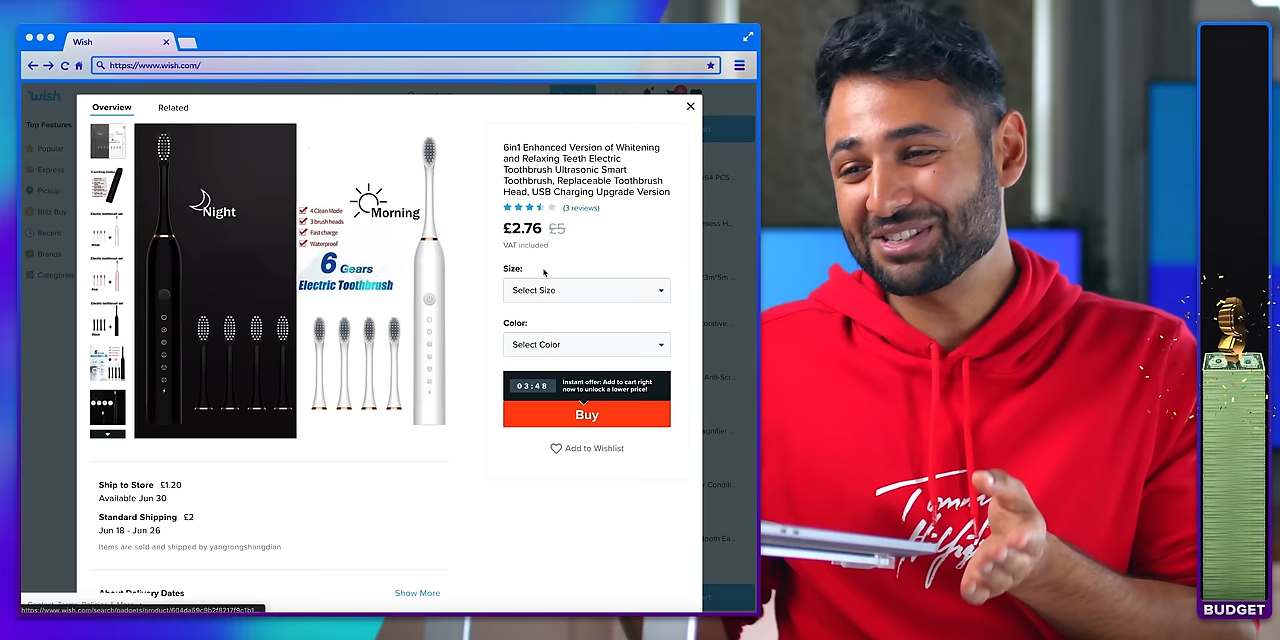 Wish
https://www.wish.com/
wish
Top Features
Popular
Express
Pickup
Blitz Buy
Recent
Brands
Categories
Overview
Related
Night
Morning
4 Clean Mode
3 brush heads
Fast charge
Waterproof
6 Gears
Electric Toothbrush
6in1 Enhanced Version of Whitening
and Relaxing Teeth Electric
Toothbrush Ultrasonic Smart
Toothbrush, Replaceable Toothbrush
Head, USB Charging Upgrade Version
(3 reviews)
£2.76 £5
VAT included
Size:
Select Size
Color:
Select Color
03:48
Instant offer: Add to cart right
now to unlock a lower price!
Buy
Add to Wishlist
Ship to Store £1.20
Available Jun 30
Standard Shipping £2
Jun 18 - Jun 26
Items are sold and shipped by yangrongshangdian
About Delivery Dates
Show More
Tommy
Hilfiger
BUDGET